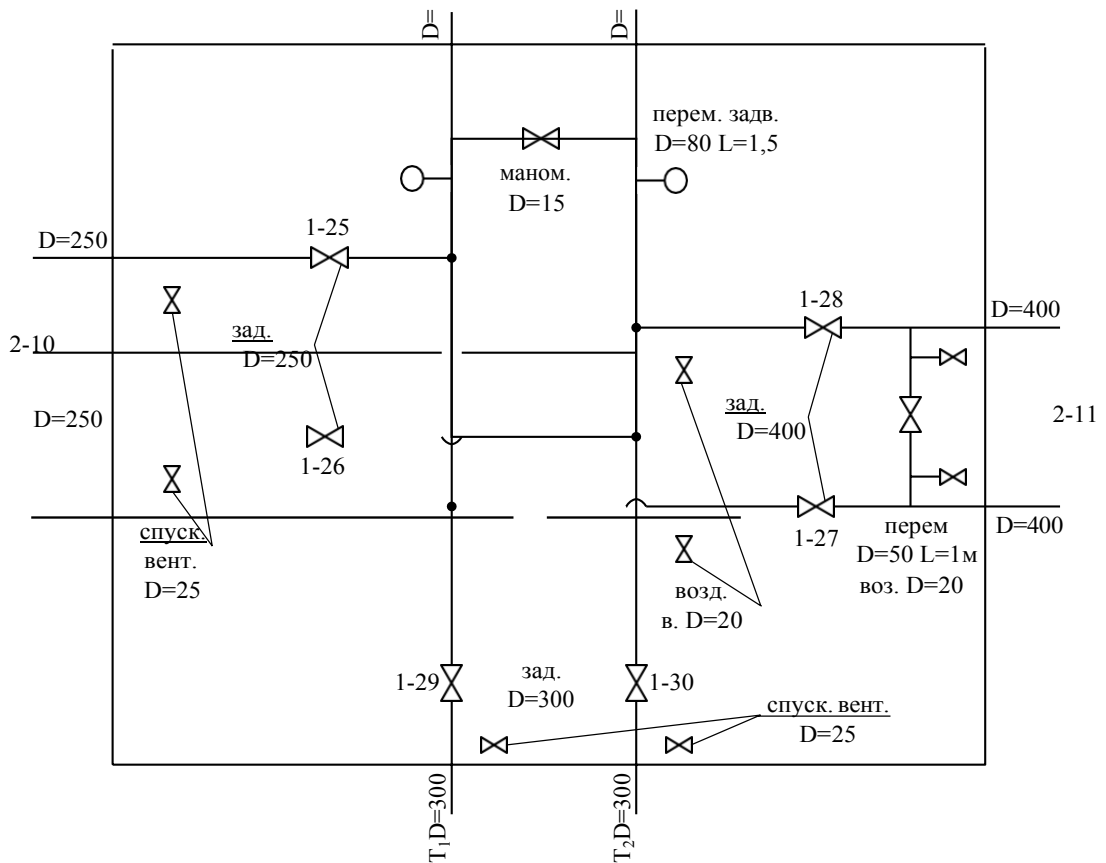 D=
D=
перем. задв.
D=80 L=1,5
маном.
D=15
1-25
D=250
1-28
D=400
зад.
D=250
2-10
зад.
D=400
D=250
2-11
1-26
1-27
D=400
спуск.
вент.
D=25
перем
D=50 L=1м
воз. D=20
возд.
в. D=20
1-29
зад.
D=300
1-30
спуск. вент.
D=25
T₁D=300
T₂D=300